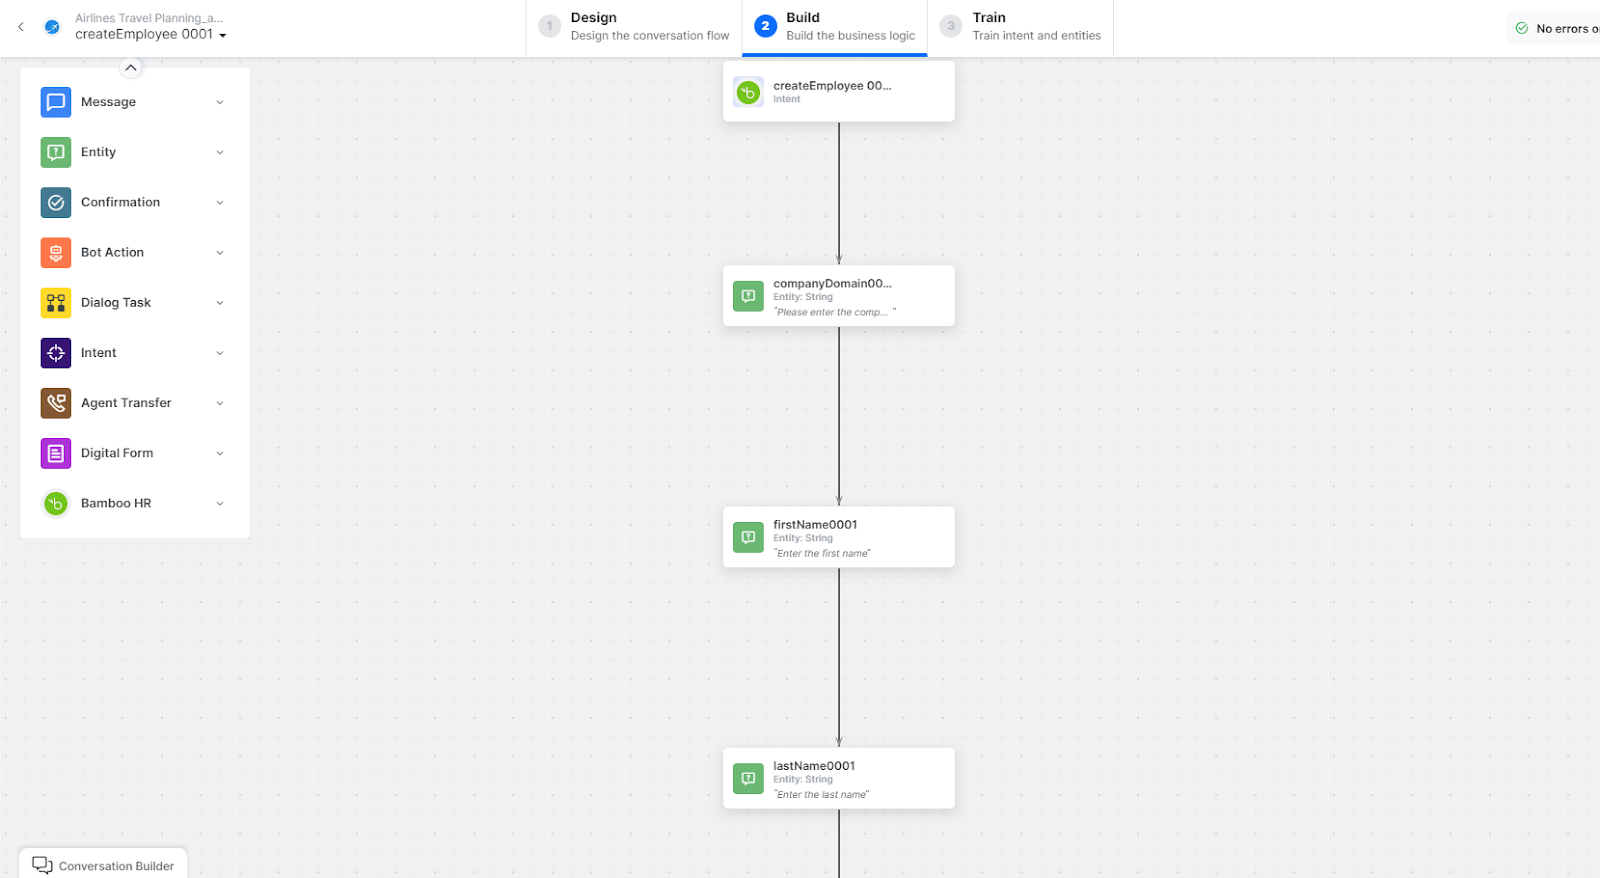 Airlines Travel Planning_a...
createEmployee 0001
1
Design
Design the conversation flow
2
Build
Build the business logic
3
Train
Train intent and entities
No errors o
Message
Entity
Confirmation
Bot Action
Dialog Task
Intent
Agent Transfer
Digital Form
Bamboo HR
createEmployee 00...
Intent
companyDomain00...
Entity: String
"Please enter the comp... "
firstName0001
Entity: String
"Enter the first name"
lastName0001
Entity: String
"Enter the last name"
Conversation Builder